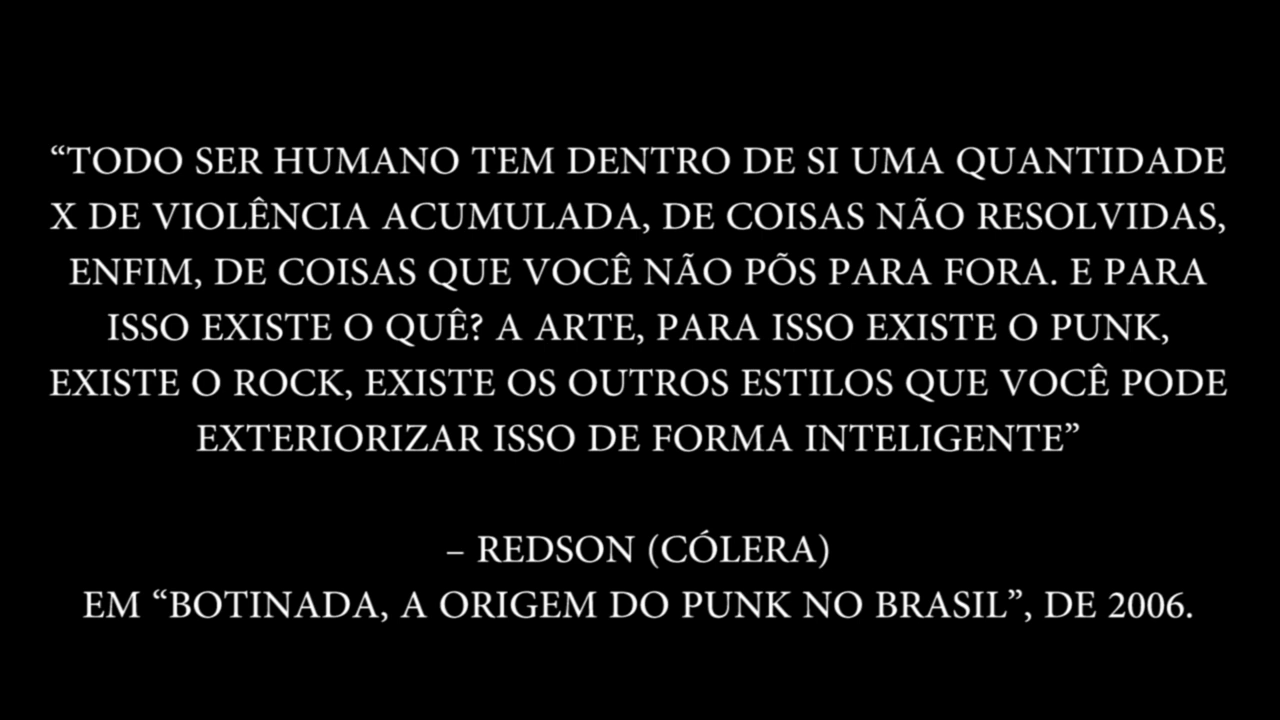 “TODO SER HUMANO TEM DENTRO DE SI UMA QUANTIDADE
X DE VIOLÊNCIA ACUMULADA, DE COISAS NÃO RESOLVIDAS,
ENFIM, DE COISAS QUE VOCÊ NÃO PÕS PARA FORA. E PARA
ISSO EXISTE O QUÊ? A ARTE, PARA ISSO EXISTE O PUNK,
EXISTE O ROCK, EXISTE OS OUTROS ESTILOS QUE VOCÊ PODE
EXTERIORIZAR ISSO DE FORMA INTELIGENTE”
– REDSON (CÓLERA)
EM “BOTINADA, A ORIGEM DO PUNK NO BRASIL”, DE 2006.